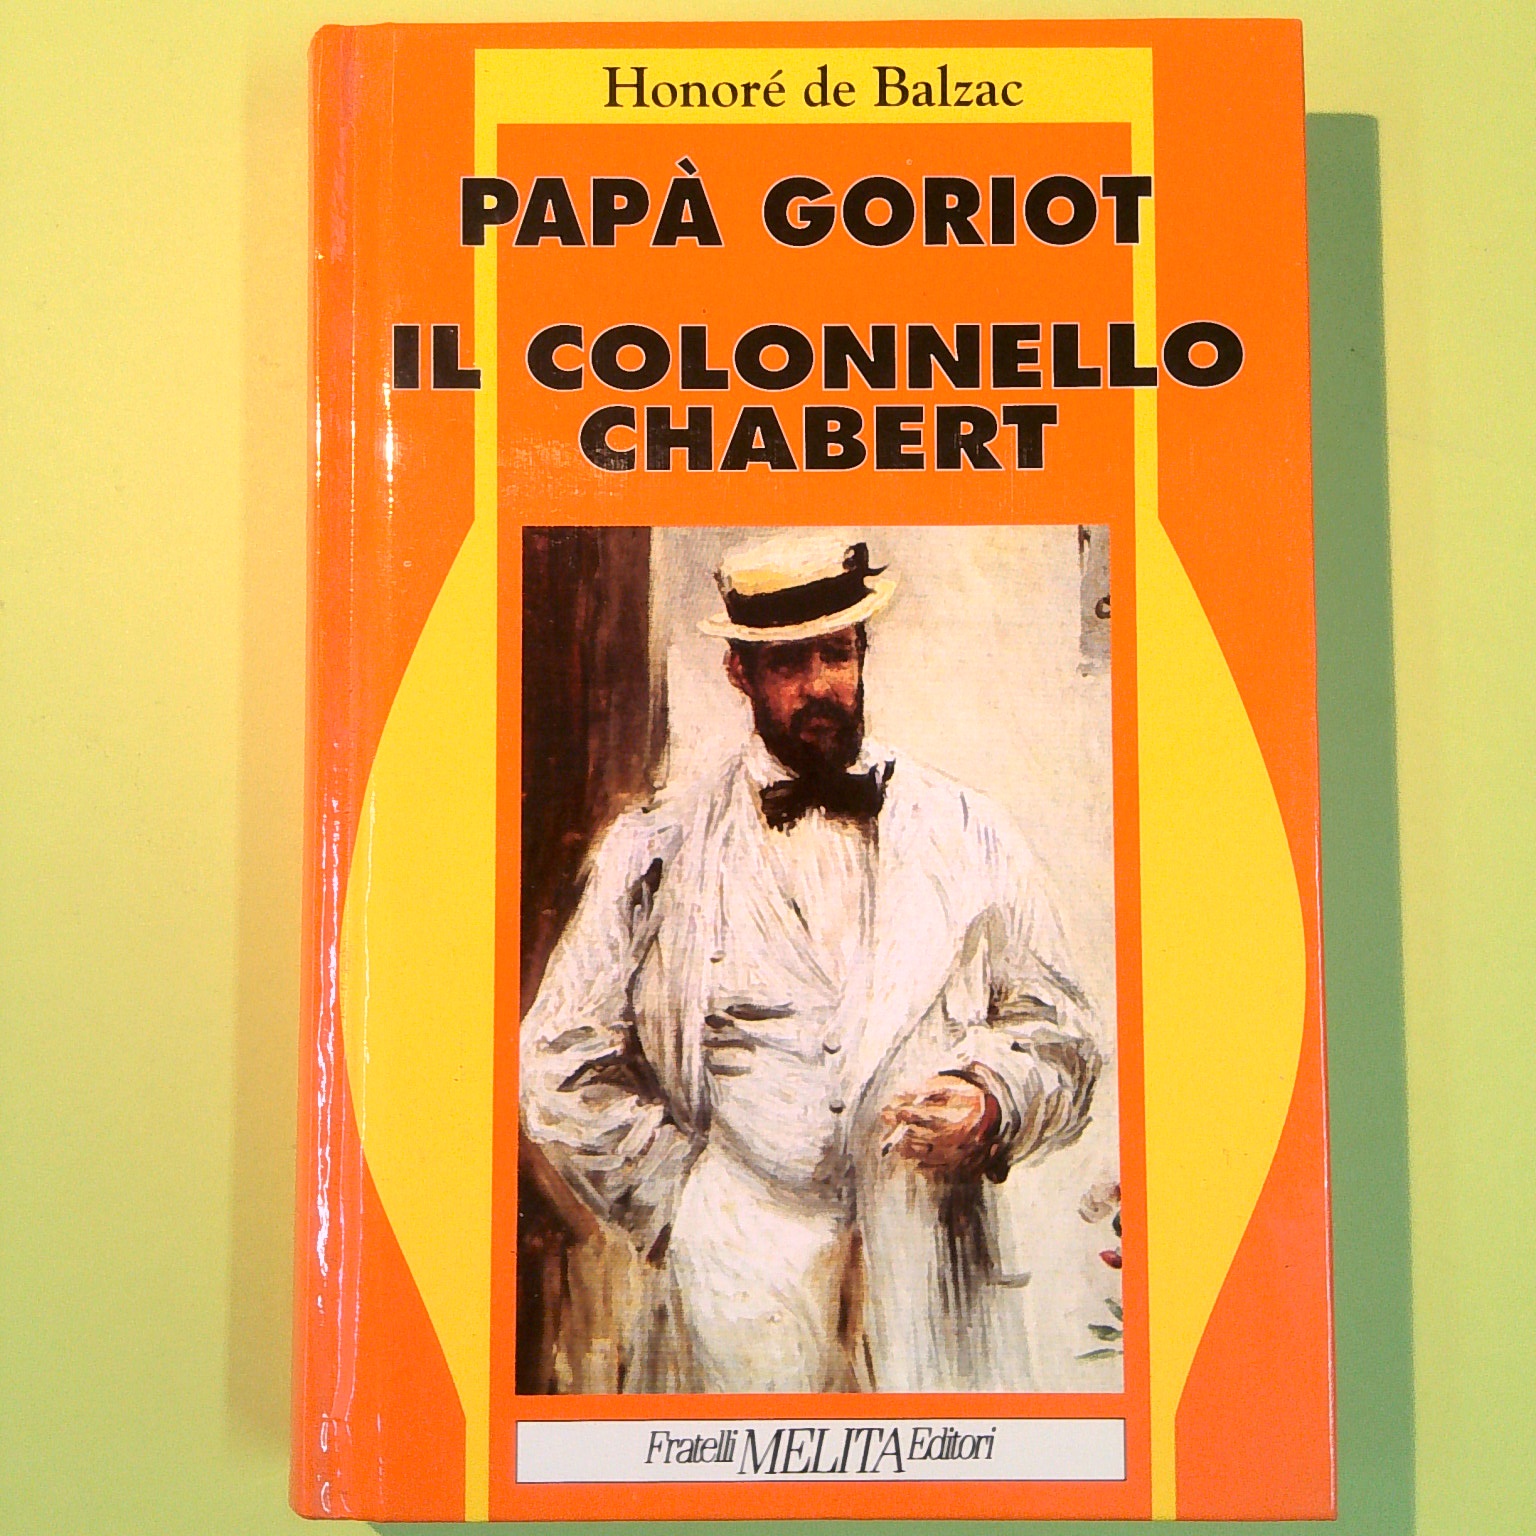 Honoré de Balzac
PAPÀ GORIOT
IL COLONNELLO
CHABERT
Fratelli MELITA Editori